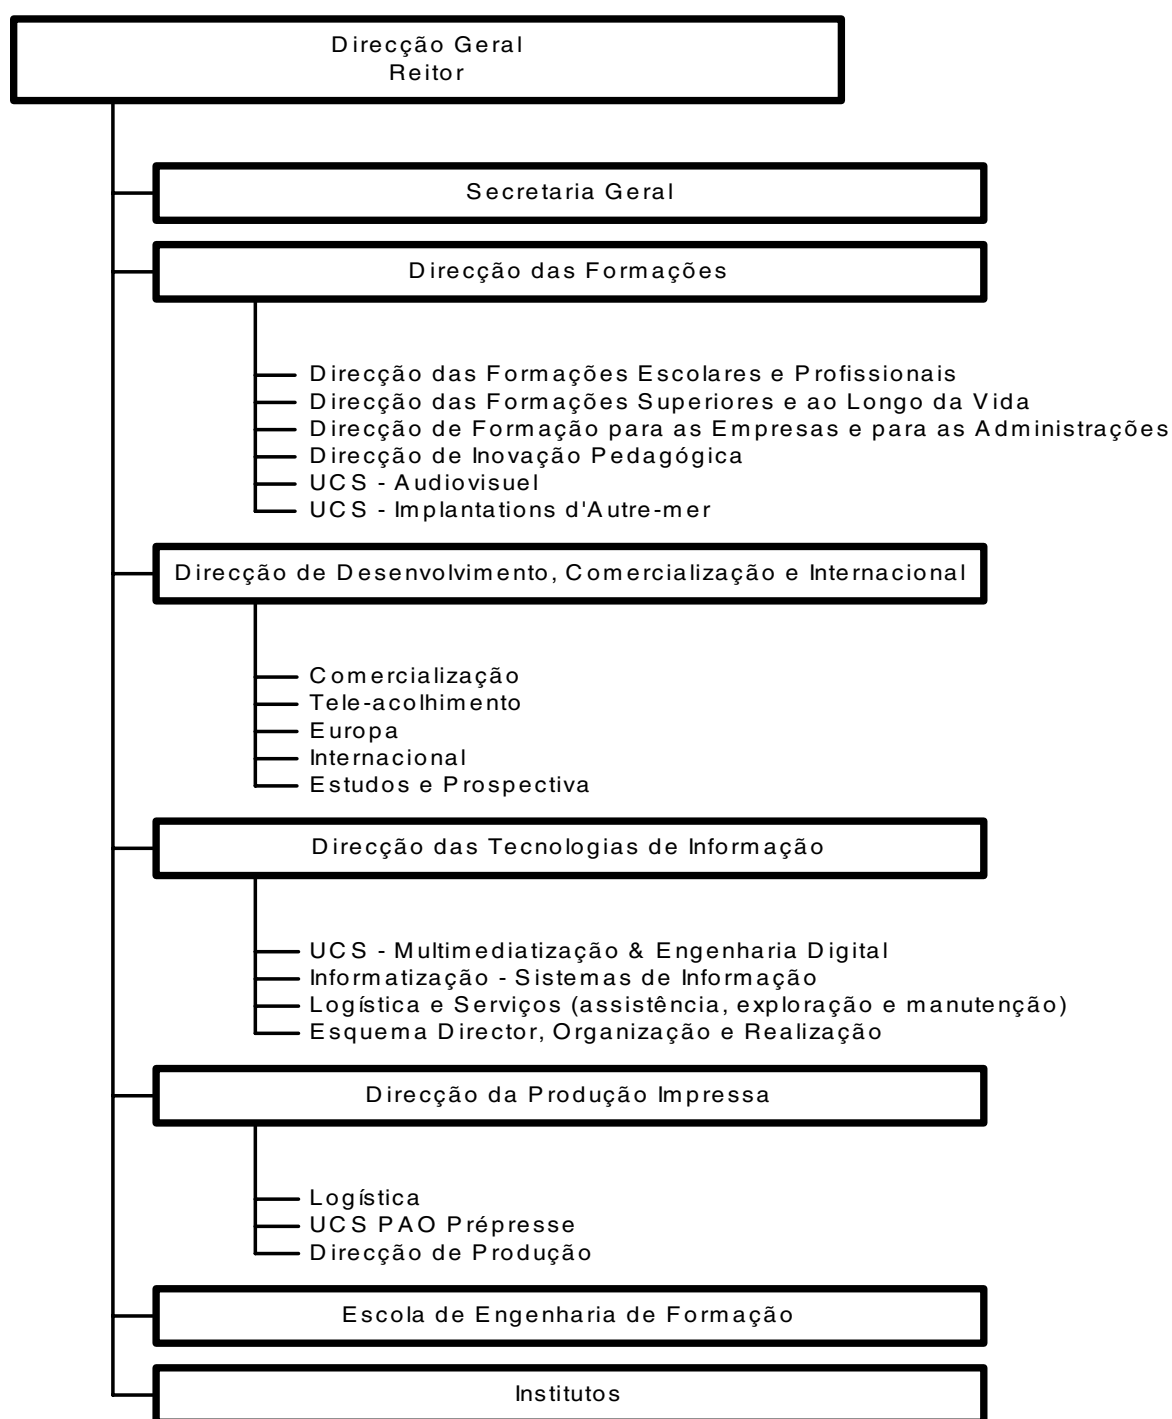 Direcção Geral
Reitor
Secretaria Geral
Direcção das Formações
Direcção das Formações Escolares e Profissionais
Direcção das Formações Superiores e ao Longo da Vida
Direcção de Formação para as Empresas e para as Administrações
Direcção de Inovação Pedagógica
UCS - Audiovisuel
UCS - Implantations d'Autre-mer
Direcção de Desenvolvimento, Comercialização e Internacional
Comercialização
Tele-acolhimento
Europa
Internacional
Estudos e Prospectiva
Direcção das Tecnologias de Informação
UCS - Multimediatização & Engenharia Digital
Informatização - Sistemas de Informação
Logística e Serviços (assistência, exploração e manutenção)
Esquema Director, Organização e Realização
Direcção da Produção Impressa
Logística
UCS PAO Prépresse
Direcção de Produção
Escola de Engenharia de Formação
Institutos